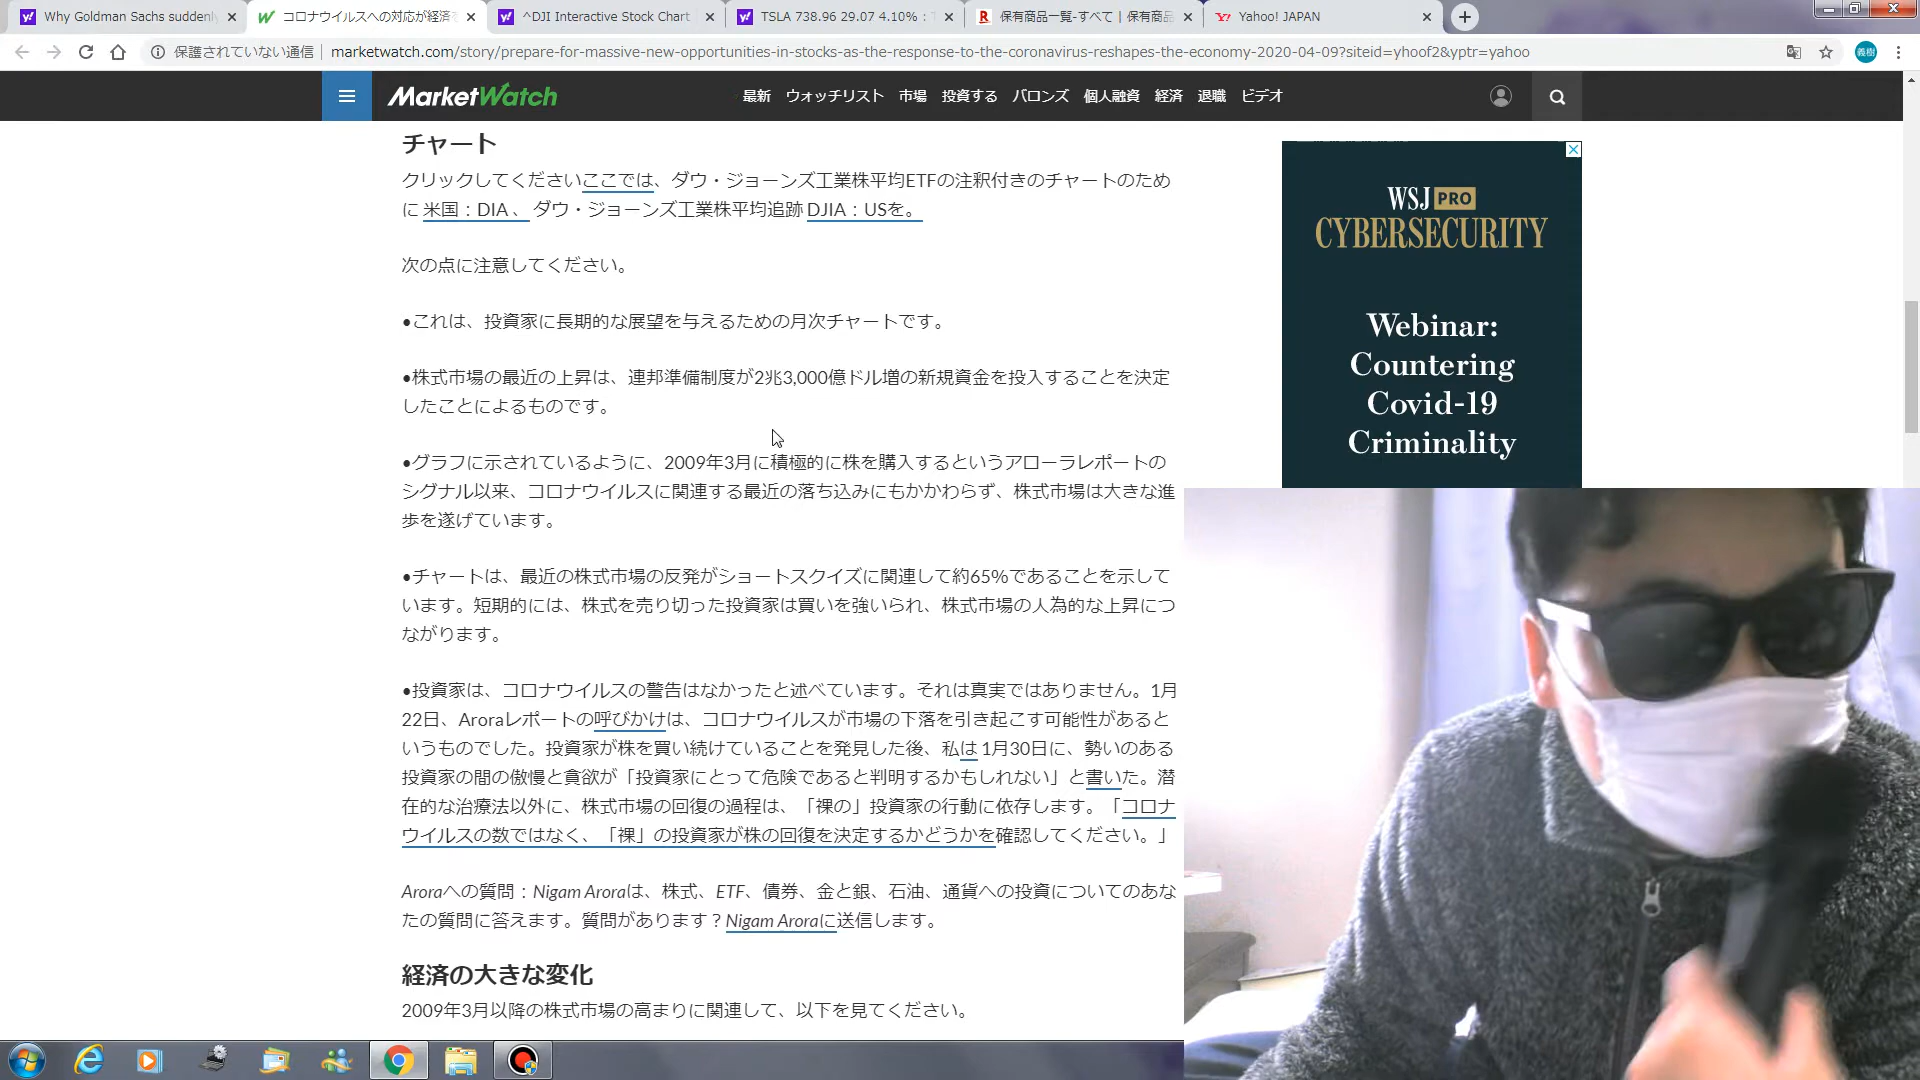 Why Goldman Sachs suddenly
コロナウイルスへの対応が経済を
^DJI Interactive Stock Chart
TSLA 738.96 29.07 4.10% : T
保有商品一覧-すべて | 保有商品
Yahoo! JAPAN
保護されていない通信
marketwatch.com/story/prepare-for-massive-new-opportunities-in-stocks-as-the-response-to-the-coronavirus-reshapes-the-economy-2020-04-09?siteid=yhoof2&yptr=yahoo
義樹
MarketWatch
最新 ウォッチリスト 市場 投資する バロンズ 個人融資 経済 退職 ビデオ
チャート
クリックしてくださいここでは、ダウ・ジョーンズ工業株平均ETFの注釈付きのチャートのため
に 米国：DIA 、 ダウ・ジョーンズ工業株平均追跡 DJIA：USを。
次の点に注意してください。
•これは、投資家に長期的な展望を与えるための月次チャートです。
•株式市場の最近の上昇は、連邦準備制度が2兆3,000億ドル増の新規資金を投入することを決定
したことによるものです。
•グラフに示されているように、2009年3月に積極的に株を購入するというアローラレポートの
シグナル以来、コロナウイルスに関連する最近の落ち込みにもかかわらず、株式市場は大きな進
歩を遂げています。
•チャートは、最近の株式市場の反発がショートスクイズに関連して約65％であることを示して
います。短期的には、株式を売り切った投資家は買いを強いられ、株式市場の人為的な上昇につ
ながります。
•投資家は、コロナウイルスの警告はなかったと述べています。それは真実ではありません。1月
22日、Aroraレポートの呼びかけは、コロナウイルスが市場の下落を引き起こす可能性があると
いうものでした。投資家が株を買い続けていることを発見した後、私は 1月30日に、勢いのある
投資家の間の傲慢と貪欲が「投資家にとって危険であると判明するかもしれない」と書いた。潜
在的な治療法以外に、株式市場の回復の過程は、「裸の」投資家の行動に依存します。「コロナ
ウイルスの数ではなく、「裸」の投資家が株の回復を決定するかどうかを確認してください。」
Aroraへの質問：Nigam Aroraは、株式、ETF、債券、金と銀、石油、通貨への投資についてのあな
たの質問に答えます。質問があります？Nigam Aroraに送信します。
経済の大きな変化
2009年3月以降の株式市場の高まりに関連して、以下を見てください。
WSJ PRO
CYBERSECURITY
Webinar:
Countering
Covid-19
Criminality